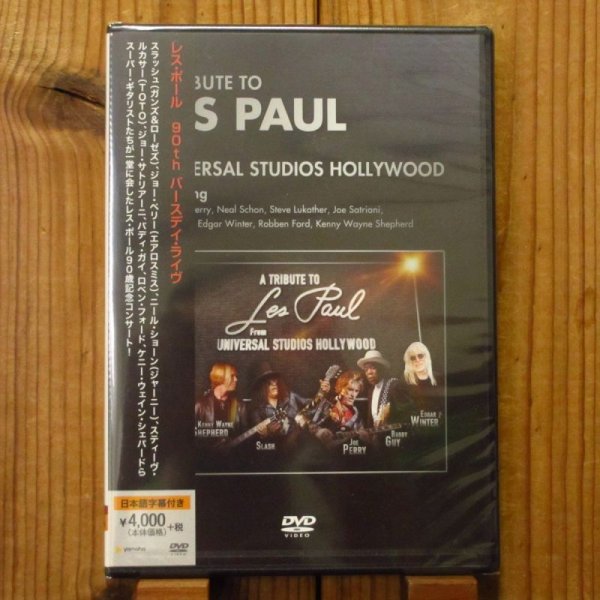 レス・ポール 90th バースデイ・ライヴ
スラッシュ(ガンズ&ローゼズ)、ジョー・ペリー(エアロスミス)、ニール・ショーン(ジャーニー)、スティーヴ・
ルカサー(TOTO)、ジョー・サトリアーニ、バディ・ガイ、ロベン・フォード、ケニー・ウェイン・シェパードら
スーパー・ギタリストたちが一堂に会したレス・ポール90歳記念コンサート!
日本語字幕付き
¥4,000 +税
(本体価格)
yamaha
BUTE TO
S PAUL
ERSAL STUDIOS HOLLYWOOD
ng
erry, Neal Schon, Steve Lukather, Joe Satriani,
Edgar Winter, Robben Ford, Kenny Wayne Shepherd
A TRIBUTE TO
Les Paul
From
UNIVERSAL STUDIOS HOLLYWOOD
KENNY WAYNE
SHEPHERD
SLASH
JOE
PERRY
BUDDY
GUY
EDGAR
WINTER
DVD
VIDEO